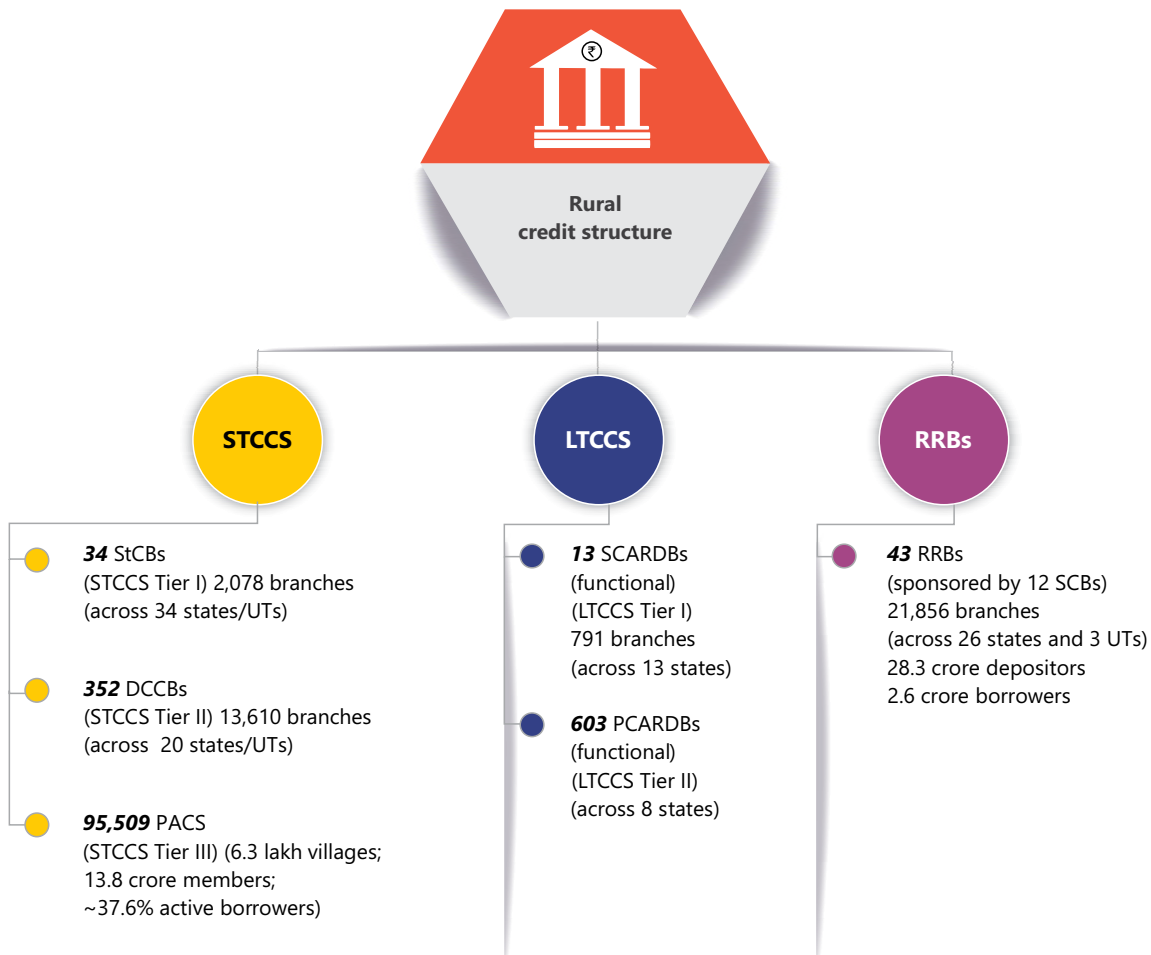 ₹
Rural
credit structure
STCCS
34 StCBs
(STCCS Tier I) 2,078 branches
(across 34 states/UTs)
352 DCCBs
(STCCS Tier II) 13,610 branches
(across 20 states/UTs)
95,509 PACS
(STCCS Tier III) (6.3 lakh villages;
13.8 crore members;
~37.6% active borrowers)
LTCCS
13 SCARDBs
(functional)
(LTCCS Tier I)
791 branches
(across 13 states)
603 PCARDBs
(functional)
(LTCCS Tier II)
(across 8 states)
RRBs
43 RRBs
(sponsored by 12 SCBs)
21,856 branches
(across 26 states and 3 UTs)
28.3 crore depositors
2.6 crore borrowers